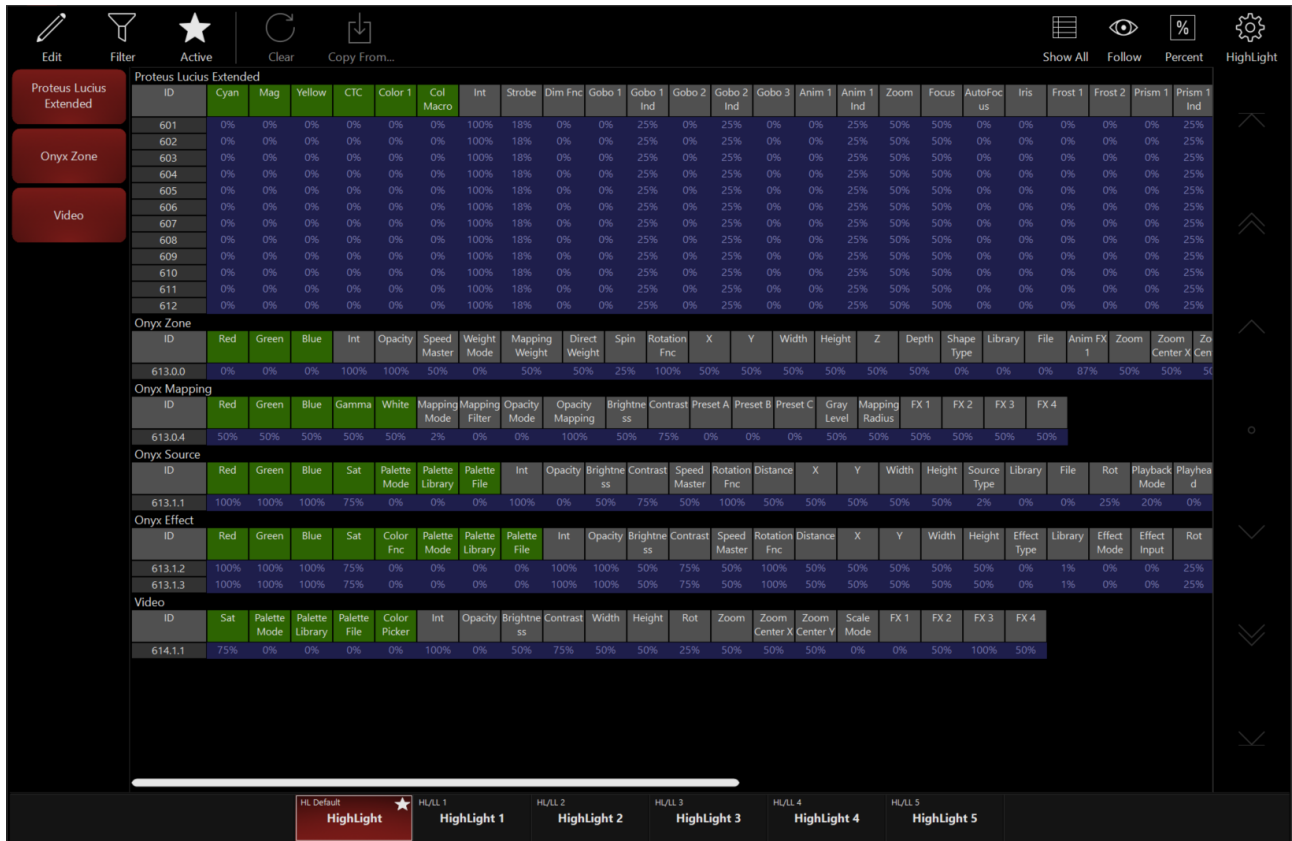 Edit Filter Active Clear Copy From... Show All Follow Percent HighLight
Proteus Lucius Extended
Onyx Zone
Video
Proteus Lucius Extended
ID Cyan Mag Yellow CTC Color 1 Col Macro Int Strobe Dim Fnc Gobo 1 Gobo 1 Ind Gobo 2 Gobo 2 Ind Gobo 3 Anim 1 Anim 1 Ind Zoom Focus AutoFocus Iris Frost 1 Frost 2 Prism 1 Prism 1 Ind
601 0% 0% 0% 0% 0% 0% 100% 18% 0% 0% 25% 0% 25% 0% 0% 25% 50% 50% 0% 0% 0% 0% 0% 25%
602 0% 0% 0% 0% 0% 0% 100% 18% 0% 0% 25% 0% 25% 0% 0% 25% 50% 50% 0% 0% 0% 0% 0% 25%
603 0% 0% 0% 0% 0% 0% 100% 18% 0% 0% 25% 0% 25% 0% 0% 25% 50% 50% 0% 0% 0% 0% 0% 25%
604 0% 0% 0% 0% 0% 0% 100% 18% 0% 0% 25% 0% 25% 0% 0% 25% 50% 50% 0% 0% 0% 0% 0% 25%
605 0% 0% 0% 0% 0% 0% 100% 18% 0% 0% 25% 0% 25% 0% 0% 25% 50% 50% 0% 0% 0% 0% 0% 25%
606 0% 0% 0% 0% 0% 0% 100% 18% 0% 0% 25% 0% 25% 0% 0% 25% 50% 50% 0% 0% 0% 0% 0% 25%
607 0% 0% 0% 0% 0% 0% 100% 18% 0% 0% 25% 0% 25% 0% 0% 25% 50% 50% 0% 0% 0% 0% 0% 25%
608 0% 0% 0% 0% 0% 0% 100% 18% 0% 0% 25% 0% 25% 0% 0% 25% 50% 50% 0% 0% 0% 0% 0% 25%
609 0% 0% 0% 0% 0% 0% 100% 18% 0% 0% 25% 0% 25% 0% 0% 25% 50% 50% 0% 0% 0% 0% 0% 25%
610 0% 0% 0% 0% 0% 0% 100% 18% 0% 0% 25% 0% 25% 0% 0% 25% 50% 50% 0% 0% 0% 0% 0% 25%
611 0% 0% 0% 0% 0% 0% 100% 18% 0% 0% 25% 0% 25% 0% 0% 25% 50% 50% 0% 0% 0% 0% 0% 25%
612 0% 0% 0% 0% 0% 0% 100% 18% 0% 0% 25% 0% 25% 0% 0% 25% 50% 50% 0% 0% 0% 0% 0% 25%
Onyx Zone
ID Red Green Blue Int Opacity Speed Master Weight Mode Mapping Weight Direct Weight Spin Rotation Fnc X Y Width Height Z Depth Shape Type Library File Anim FX 1 Zoom Zoom Center X Zo Cen
613.0.0 0% 0% 0% 100% 100% 50% 0% 50% 50% 25% 100% 50% 50% 50% 50% 50% 50% 0% 0% 0% 87% 50% 50% 50
Onyx Mapping
ID Red Green Blue Gamma White Mapping Mode Mapping Filter Opacity Mode Opacity Mapping Brightness Contrast Preset A Preset B Preset C Gray Level Mapping Radius FX 1 FX 2 FX 3 FX 4
613.0.4 50% 50% 50% 50% 50% 2% 0% 0% 100% 50% 75% 0% 0% 0% 50% 50% 50% 50% 50% 50%
Onyx Source
ID Red Green Blue Sat Palette Mode Palette Library Palette File Int Opacity Brightness Contrast Speed Master Rotation Fnc Distance X Y Width Height Source Type Library File Rot Playback Mode Playhead
613.1.1 100% 100% 100% 75% 0% 0% 0% 100% 0% 50% 75% 50% 100% 50% 50% 50% 50% 50% 2% 0% 0% 25% 20% 0%
Onyx Effect
ID Red Green Blue Sat Color Fnc Palette Mode Palette Library Palette File Int Opacity Brightness Contrast Speed Master Rotation Fnc Distance X Y Width Height Effect Type Library Effect Mode Effect Input Rot
613.1.2 100% 100% 100% 75% 0% 0% 0% 0% 100% 100% 50% 75% 50% 100% 50% 50% 50% 50% 50% 0% 1% 0% 0% 25%
613.1.3 100% 100% 100% 75% 0% 0% 0% 0% 100% 100% 50% 75% 50% 100% 50% 50% 50% 50% 50% 0% 1% 0% 0% 25%
Video
ID Sat Palette Mode Palette Library Palette File Color Picker Int Opacity Brightness Contrast Width Height Rot Zoom Zoom Center X Zoom Center Y Scale Mode FX 1 FX 2 FX 3 FX 4
614.1.1 75% 0% 0% 0% 0% 100% 0% 50% 75% 50% 50% 25% 50% 50% 50% 0% 0% 50% 100% 50%
HL Default HL/LL 1 HL/LL 2 HL/LL 3 HL/LL 4 HL/LL 5
HighLight HighLight 1 HighLight 2 HighLight 3 HighLight 4 HighLight 5